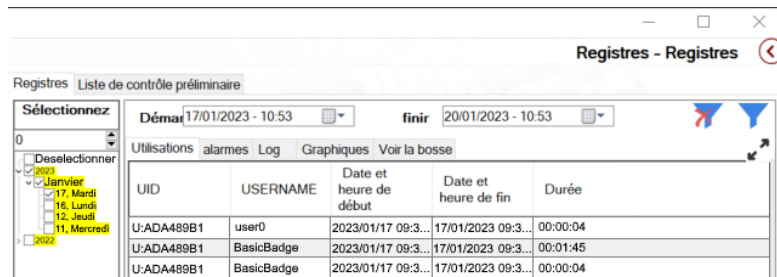 Registres - Registres
Registres Liste de contrôle préliminaire
Sélectionnez
Démar 17/01/2023 - 10:53 finir 20/01/2023 - 10:53
0
Utilisations alarmes Log Graphiques Voir la bosse
Deselectionner
2023
Janvier
17, Mardi
16, Lundi
12, Jeudi
11, Mercredi
2022
UID USERNAME Date et heure de début Date et heure de fin Durée
U:ADA489B1 user0 2023/01/17 09:3... 17/01/2023 09:3... 00:00:04
U:ADA489B1 BasicBadge 2023/01/17 09:3... 17/01/2023 09:3... 00:01:45
U:ADA489B1 BasicBadge 2023/01/17 09:3... 17/01/2023 09:3... 00:00:04